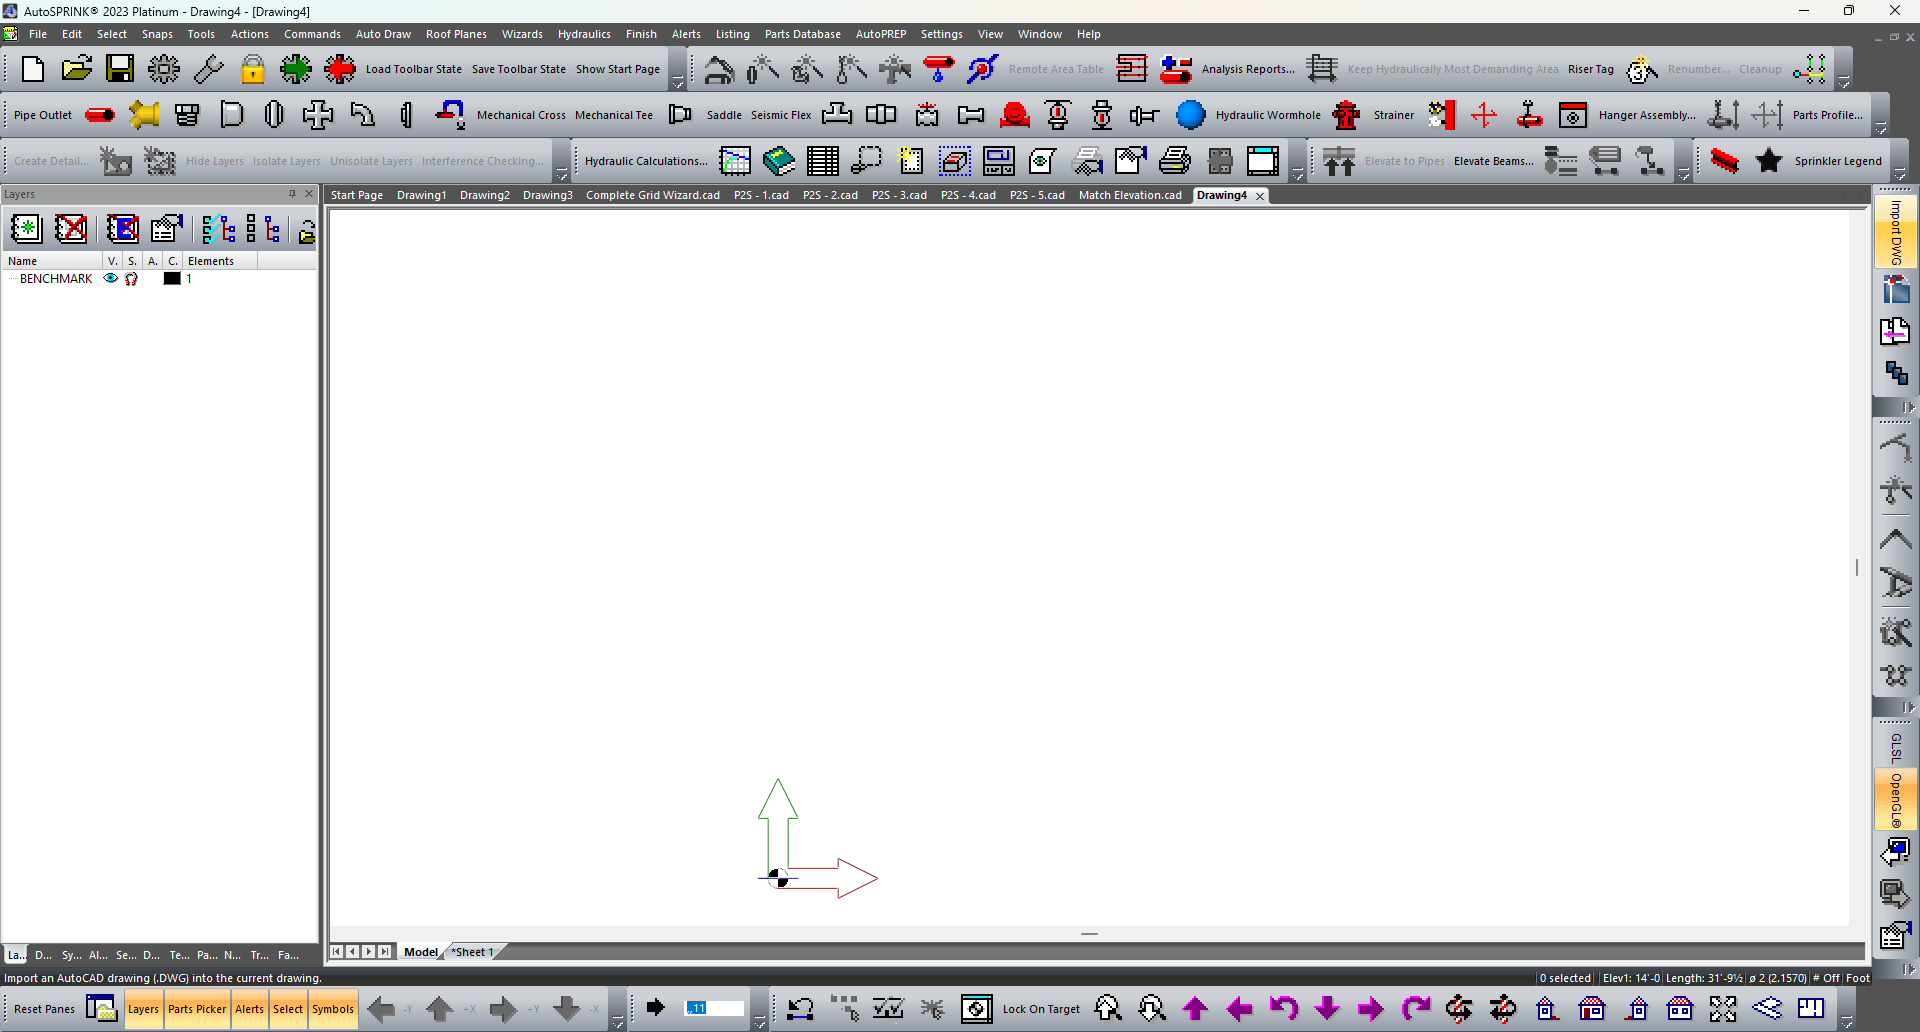 AutoSPRINK® 2023 Platinum - Drawing4 - [Drawing4]
File Edit Select Snaps Tools Actions Commands Auto Draw Roof Planes Wizards Hydraulics Finish Alerts Listing Parts Database AutoPREP Settings View Window Help
Load Toolbar State Save Toolbar State Show Start Page Remote Area Table Analysis Reports... Keep Hydraulically Most Demanding Area Riser Tag Renumber... Cleanup
Pipe Outlet Mechanical Cross Mechanical Tee Saddle Seismic Flex Hydraulic Wormhole Strainer Hanger Assembly... Parts Profile...
Create Detail... Hide Layers Isolate Layers Unisolate Layers Interference Checking... Hydraulic Calculations... Elevate to Pipes Elevate Beams... Sprinkler Legend
Layers
Start Page Drawing1 Drawing2 Drawing3 Complete Grid Wizard.cad P2S - 1.cad P2S - 2.cad P2S - 3.cad P2S - 4.cad P2S - 5.cad Match Elevation.cad Drawing4
Import DWG
Name V. S. A. C. Elements
BENCHMARK 1
GLSL
OpenGL®
La... D... Sy... Al... Se... D... Te... Pa... N... Tr... Fa...
Model *Sheet 1
Import an AutoCAD drawing (.DWG) into the current drawing.
0 selected Elev1: 14'-0 Length: 31'-9½ ø 2 (2.1570) # Off Foot
Reset Panes Layers Parts Picker Alerts Select Symbols -Y +X +Y -X ,,11 Lock On Target